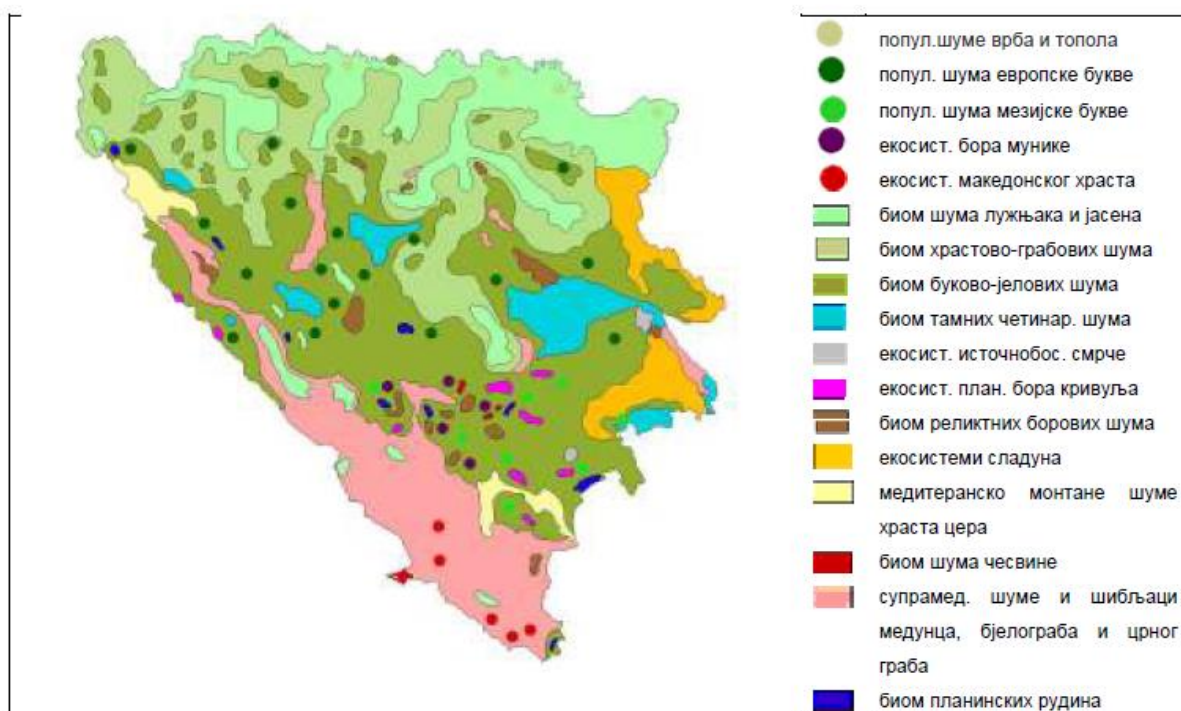 попул.шуме врба и топола
попул. шума европске букве
попул. шума мезијске букве
екосист. бора мунике
екосист. македонског храста
биом шума лужњака и јасена
биом храстово-грабових шума
биом буково-јелових шума
биом тамних четинар. шума
екосист. источнобос. смрче
екосист. план. бора кривуља
биом реликтних борових шума
екосистеми сладуна
медитеранско монтане шуме
храста цера
биом шума чесвине
супрамед. шуме и шибљаци
медунца, бјелограба и црног
граба
биом планинских рудина